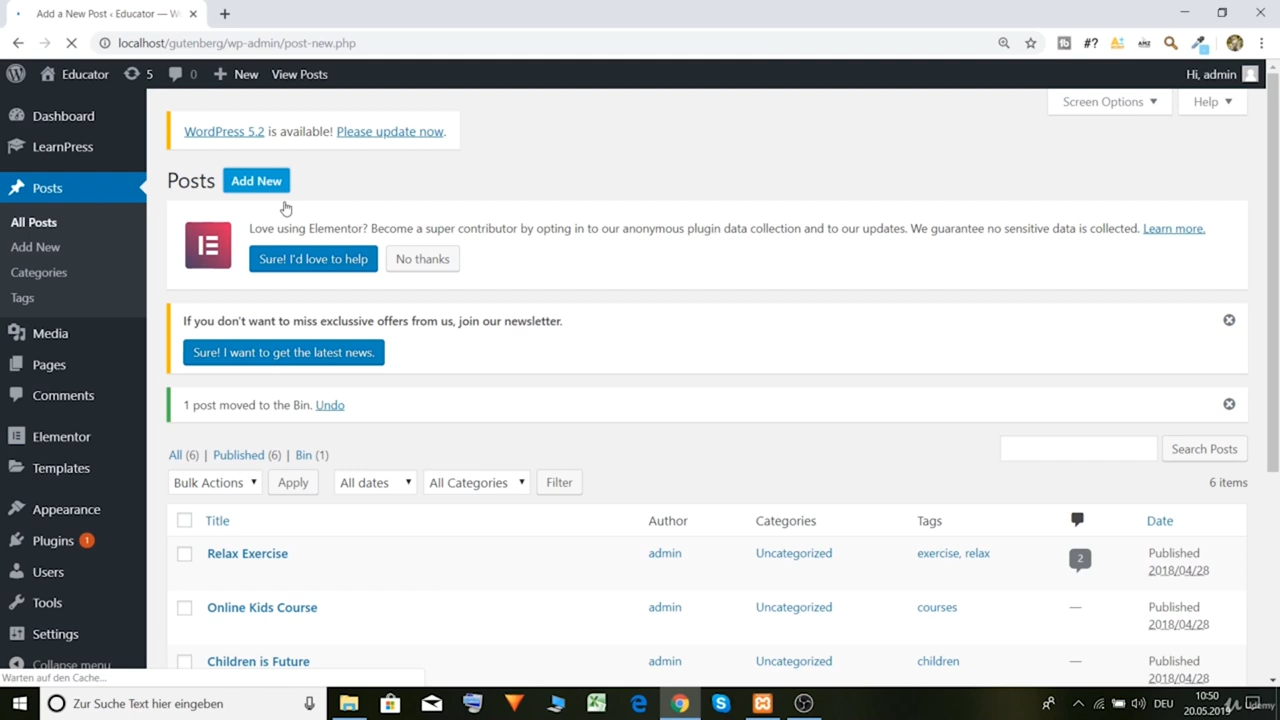 Add a New Post ‹ Educator — W
localhost/gutenberg/wp-admin/post-new.php
Educator 5 0 New View Posts Hi, admin
Screen Options Help
Dashboard
LearnPress
Posts
All Posts
Add New
Categories
Tags
Media
Pages
Comments
Elementor
Templates
Appearance
Plugins 1
Users
Tools
Settings
Collapse menu
WordPress 5.2 is available! Please update now.
Posts Add New
Love using Elementor? Become a super contributor by opting in to our anonymous plugin data collection and to our updates. We guarantee no sensitive data is collected. Learn more.
Sure! I'd love to help No thanks
If you don't want to miss exclussive offers from us, join our newsletter.
Sure! I want to get the latest news.
1 post moved to the Bin. Undo
All (6) | Published (6) | Bin (1)
Search Posts
Bulk Actions Apply All dates All Categories Filter 6 items
Title Author Categories Tags Date
Relax Exercise admin Uncategorized exercise, relax 2 Published
2018/04/28
Online Kids Course admin Uncategorized courses — Published
2018/04/28
Children is Future admin Uncategorized children — Published
2018/04/28
Warten auf den Cache...
Zur Suche Text hier eingeben DEU 10:50
20.05.2019
Udemy